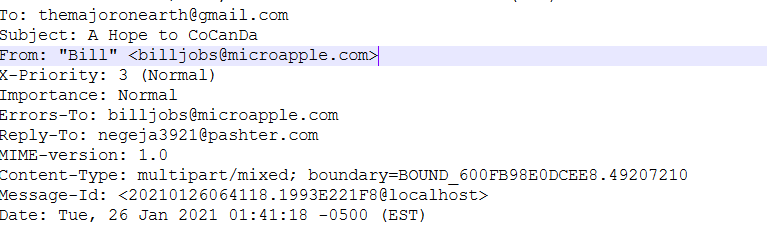 To: themajoronearth@gmail.com
Subject: A Hope to CoCanDa
From: "Bill" <billjobs@microapple.com>
X-Priority: 3 (Normal)
Importance: Normal
Errors-To: billjobs@microapple.com
Reply-To: negeja3921@pashter.com
MIME-version: 1.0
Content-Type: multipart/mixed; boundary=BOUND_600FB98E0DCEE8.49207210
Message-Id: <20210126064118.1993E221F8@localhost>
Date: Tue, 26 Jan 2021 01:41:18 -0500 (EST)